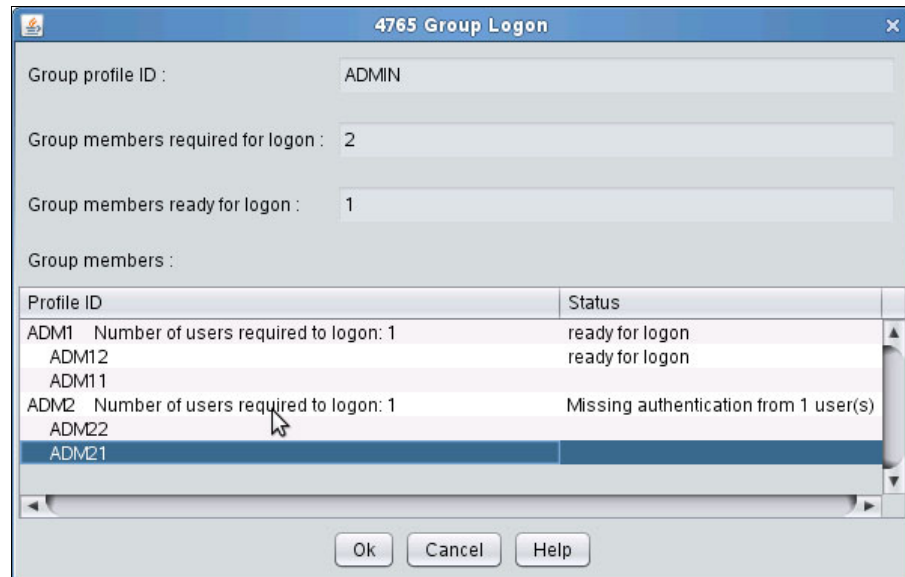 4765 Group Logon
Group profile ID : ADMIN
Group members required for logon : 2
Group members ready for logon : 1
Group members :
Profile ID Status
ADM1 Number of users required to logon: 1 ready for logon
ADM12 ready for logon
ADM11
ADM2 Number of users required to logon: 1 Missing authentication from 1 user(s)
ADM22
ADM21
Ok Cancel Help